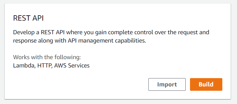 REST API
Develop a REST API where you gain complete control over the request and
response along with API management capabilities.
Works with the following:
Lambda, HTTP, AWS Services
Import
Build